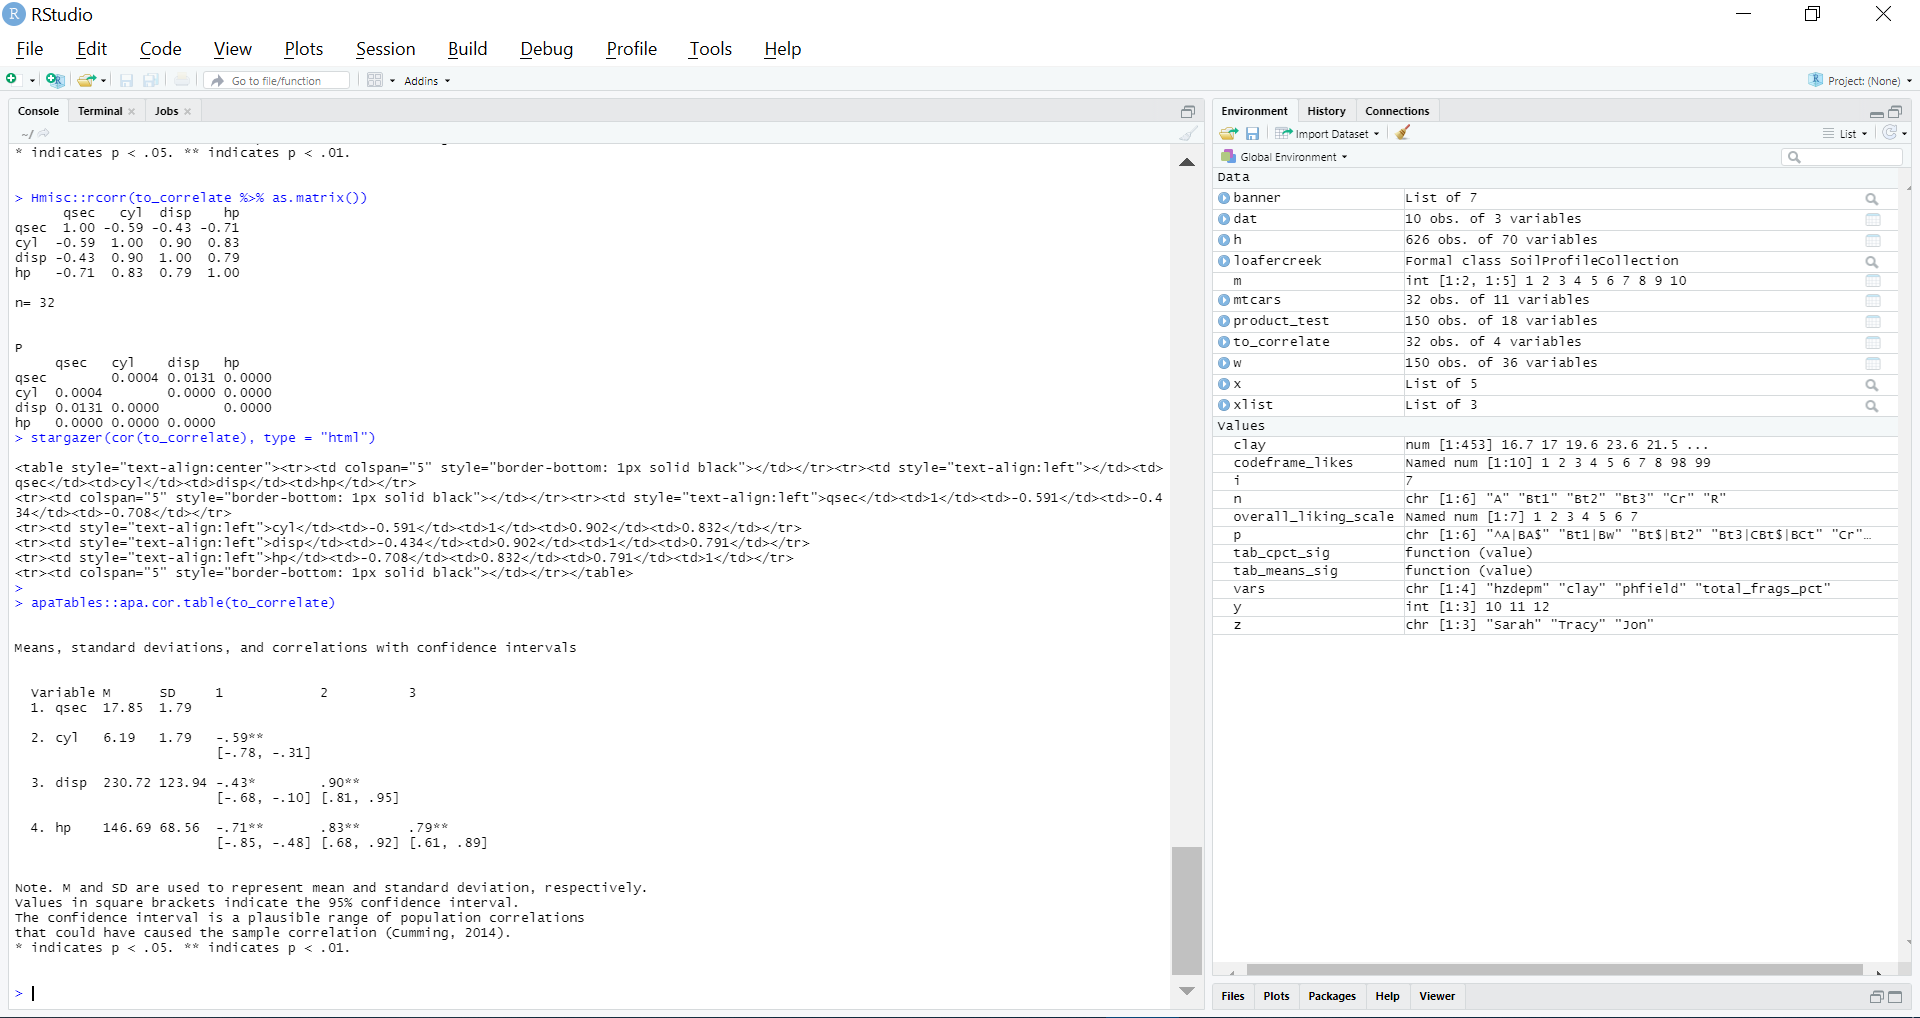 R RStudio
File Edit Code View Plots Session Build Debug Profile Tools Help
Go to file/function Addins Project: (None)
Console Terminal Jobs
~/
* indicates p < .05. ** indicates p < .01.
> Hmisc::rcorr(to_correlate %>% as.matrix())
qsec cyl disp hp
qsec 1.00 -0.59 -0.43 -0.71
cyl -0.59 1.00 0.90 0.83
disp -0.43 0.90 1.00 0.79
hp -0.71 0.83 0.79 1.00
n= 32
P
qsec cyl disp hp
qsec 0.0004 0.0131 0.0000
cyl 0.0004 0.0000 0.0000
disp 0.0131 0.0000 0.0000
hp 0.0000 0.0000 0.0000
> stargazer(cor(to_correlate), type = "html")
<table style="text-align:center"><tr><td colspan="5" style="border-bottom: 1px solid black"></td></tr><tr><td style="text-align:left"></td><td>
qsec</td><td>cyl</td><td>disp</td><td>hp</td></tr>
<tr><td colspan="5" style="border-bottom: 1px solid black"></td></tr><tr><td style="text-align:left">qsec</td><td>1</td><td>-0.591</td><td>-0.4
34</td><td>-0.708</td></tr>
<tr><td style="text-align:left">cyl</td><td>-0.591</td><td>1</td><td>0.902</td><td>0.832</td></tr>
<tr><td style="text-align:left">disp</td><td>-0.434</td><td>0.902</td><td>1</td><td>0.791</td></tr>
<tr><td style="text-align:left">hp</td><td>-0.708</td><td>0.832</td><td>0.791</td><td>1</td></tr>
<tr><td colspan="5" style="border-bottom: 1px solid black"></td></tr></table>
>
> apaTables::apa.cor.table(to_correlate)
Means, standard deviations, and correlations with confidence intervals
Variable M SD 1 2 3
1. qsec 17.85 1.79
2. cyl 6.19 1.79 -.59**
[-.78, -.31]
3. disp 230.72 123.94 -.43* .90**
[-.68, -.10] [.81, .95]
4. hp 146.69 68.56 -.71** .83** .79**
[-.85, -.48] [.68, .92] [.61, .89]
Note. M and SD are used to represent mean and standard deviation, respectively.
Values in square brackets indicate the 95% confidence interval.
The confidence interval is a plausible range of population correlations
that could have caused the sample correlation (Cumming, 2014).
* indicates p < .05. ** indicates p < .01.
>
Environment History Connections
Import Dataset List
Global Environment
Data
banner List of 7
dat 10 obs. of 3 variables
h 626 obs. of 70 variables
loafercreek Formal class SoilProfileCollection
m int [1:2, 1:5] 1 2 3 4 5 6 7 8 9 10
mtcars 32 obs. of 11 variables
product_test 150 obs. of 18 variables
to_correlate 32 obs. of 4 variables
w 150 obs. of 36 variables
x List of 5
xlist List of 3
Values
clay num [1:453] 16.7 17 19.6 23.6 21.5 ...
codeframe_likes Named num [1:10] 1 2 3 4 5 6 7 8 98 99
i 7
n chr [1:6] "A" "Bt1" "Bt2" "Bt3" "Cr" "R"
overall_liking_scale Named num [1:7] 1 2 3 4 5 6 7
p chr [1:6] "^A|BA$" "Bt1|Bw" "Bt$|Bt2" "Bt3|CBt$|BCt" "Cr"…
tab_cpct_sig function (value)
tab_means_sig function (value)
vars chr [1:4] "hzdepm" "clay" "phfield" "total_frags_pct"
y int [1:3] 10 11 12
z chr [1:3] "Sarah" "Tracy" "Jon"
Files Plots Packages Help Viewer